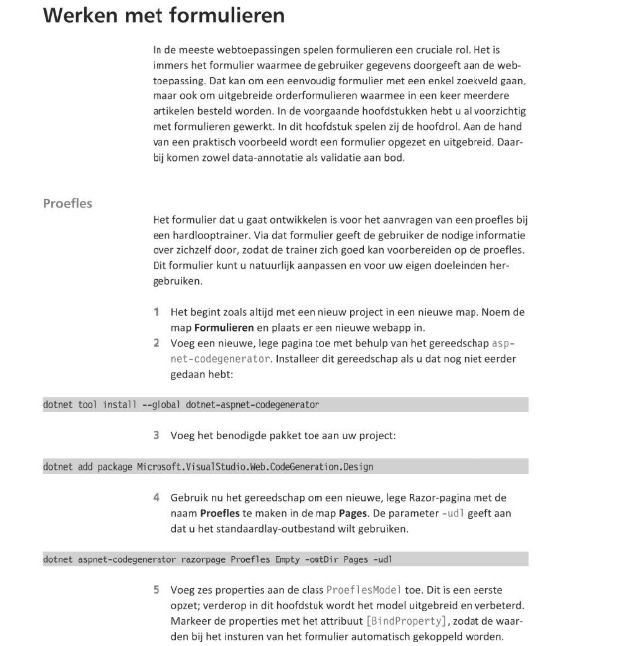 Werken met formulieren
In de meeste webtoepassingen spelen formulieren een cruciale rol. Het is
immers het formulier waarmee de gebruiker gegevens doorgeeft aan de web-
toepassing. Dat kan om een eenvoudig formulier met een enkel zoekveld gaan,
maar ook om uitgebreide orderformulieren waarmee in een keer meerdere
artikelen besteld worden. In de voorgaande hoofdstukken hebt u al voorzichtig
met formulieren gewerkt. In dit hoofdstuk spelen zij de hoofdrol. Aan de hand
van een praktisch voorbeeld wordt een formulier opgezet en uitgebreid. Daar-
bij komen zowel data-annotatie als validatie aan bod.
Proefles
Het formulier dat u gaat ontwikkelen is voor het aanvragen van een proefles bij
een hardlooptrainer. Via dat formulier geeft de gebruiker de nodige informatie
over zichzelf door, zodat de trainer zich goed kan voorbereiden op de proefles.
Dit formulier kunt u natuurlijk aanpassen en voor uw eigen doeleinden her-
gebruiken.
1 Het begint zoals altijd met een nieuw project in een nieuwe map. Noem de
map Formulieren en plaats er een nieuwe webapp in.
2 Voeg een nieuwe, lege pagina toe met behulp van het gereedschap asp-
net-codegenerator. Installeer dit gereedschap als u dat nog niet eerder
gedaan hebt:
dotnet tool install --global dotnet-aspnet-codegenerator
3 Voeg het benodigde pakket toe aan uw project:
dotnet add package Microsoft.VisualStudio.Web.CodeGeneration.Design
4 Gebruik nu het gereedschap om een nieuwe, lege Razor-pagina met de
naam Proefles te maken in de map Pages. De parameter -udl geeft aan
dat u het standaardlay-outbestand wilt gebruiken.
dotnet aspnet-codegenerator razorpage Proefles Empty -outDir Pages -udl
5 Voeg zes properties aan de class ProeflesModel toe. Dit is een eerste
opzet; verderop in dit hoofdstuk wordt het model uitgebreid en verbeterd.
Markeer de properties met het attribuut [BindProperty], zodat de waar-
den bij het insturen van het formulier automatisch gekoppeld worden.